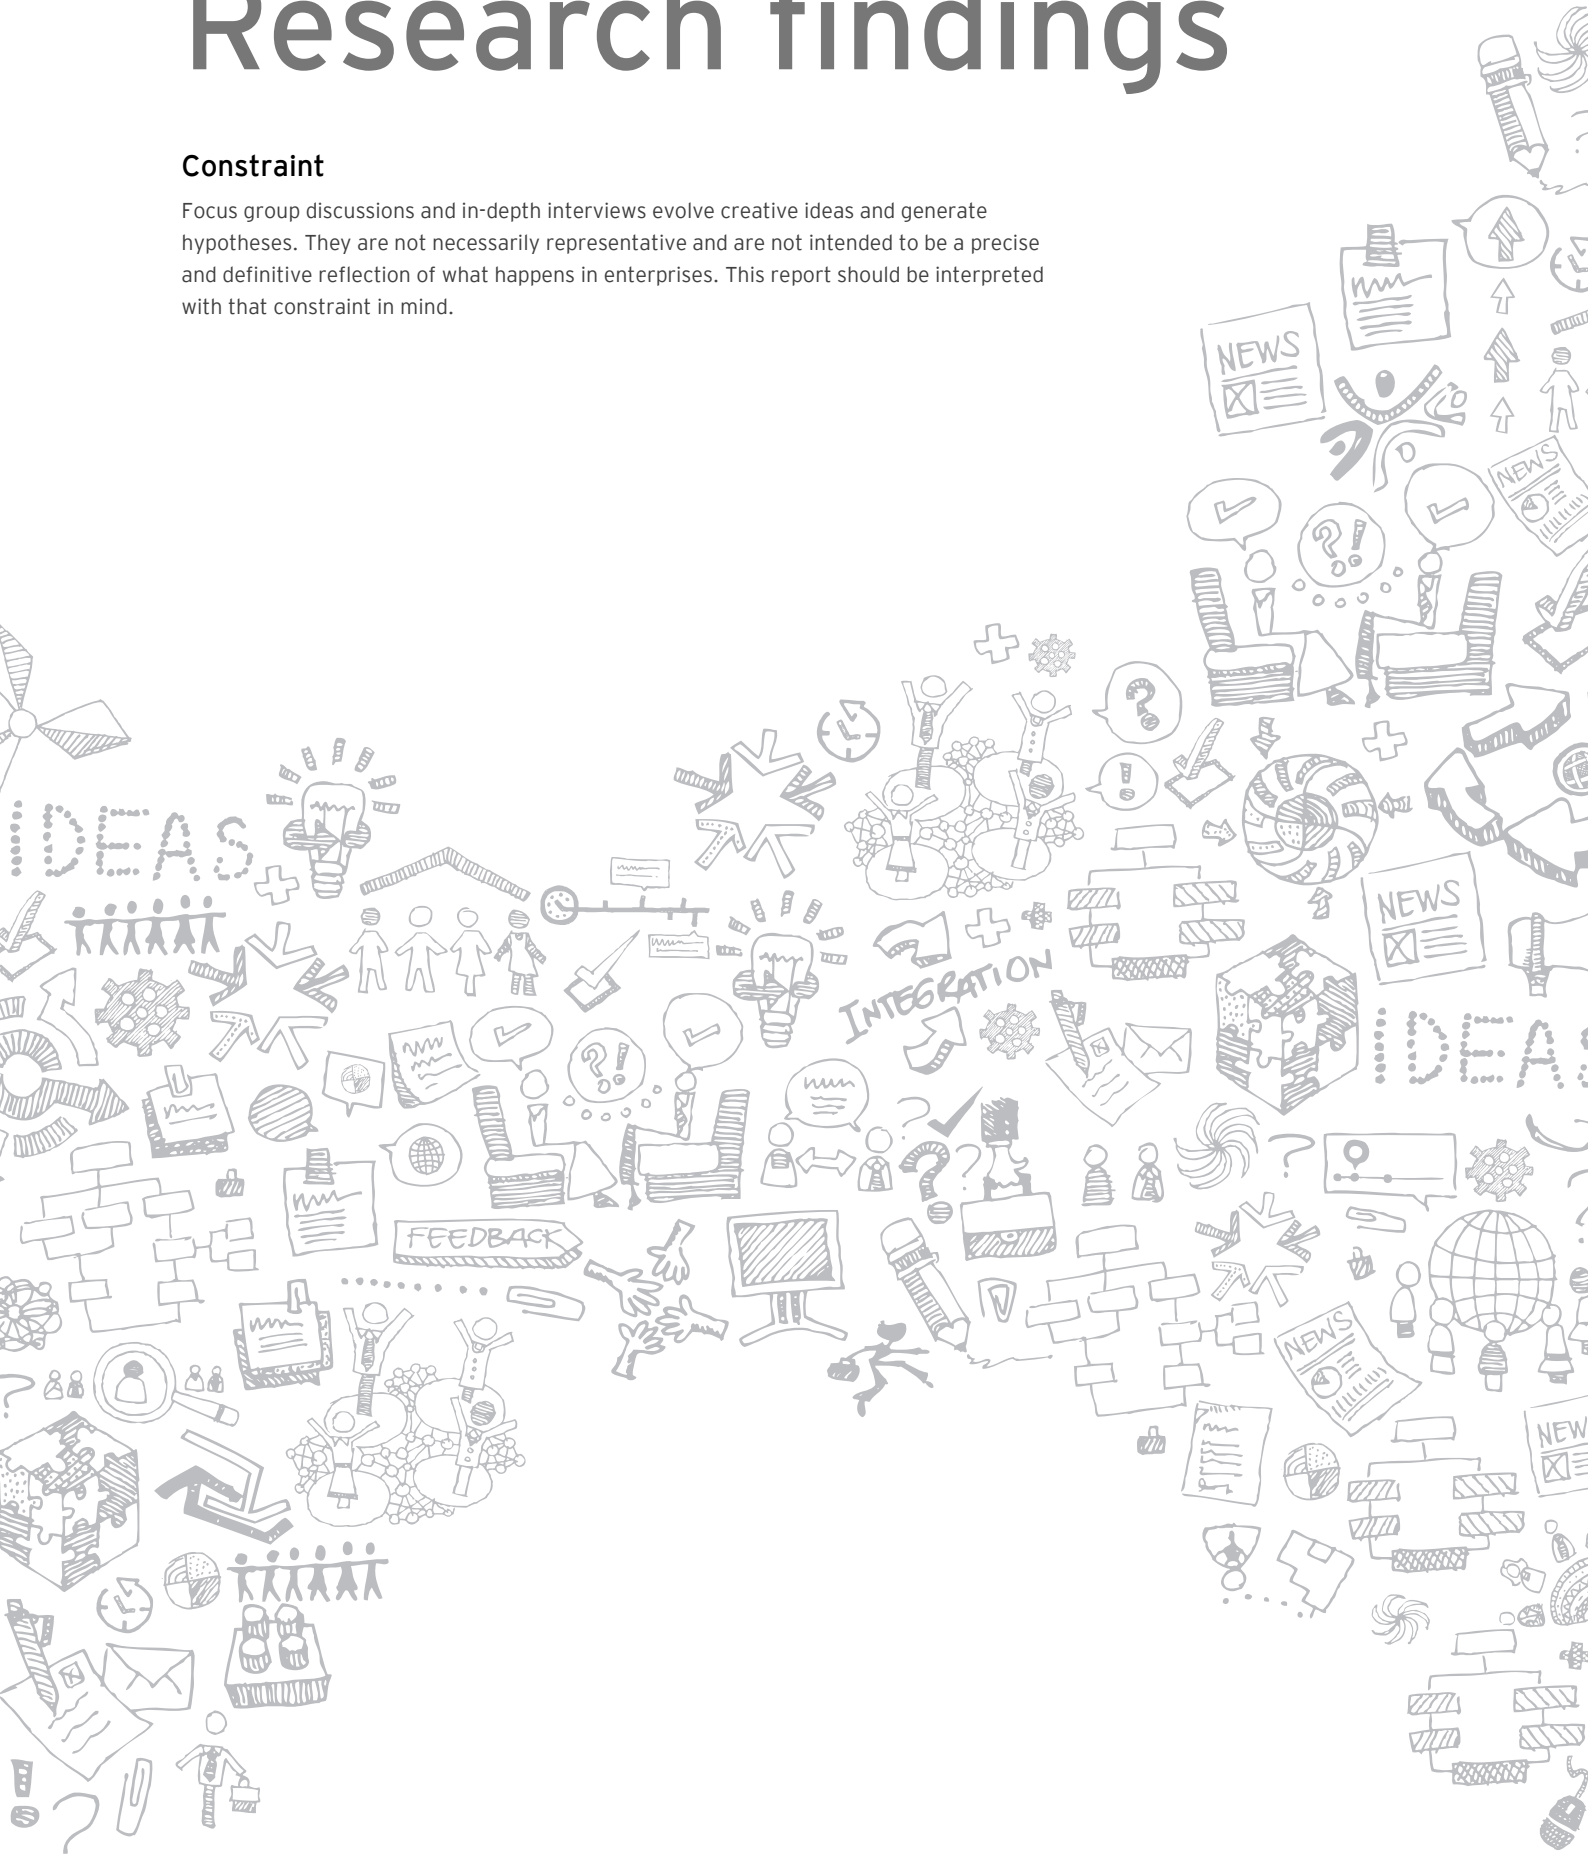 Research findings
Constraint
Focus group discussions and in-depth interviews evolve creative ideas and generate
hypotheses. They are not necessarily representative and are not intended to be a precise
and definitive reflection of what happens in enterprises. This report should be interpreted
with that constraint in mind.
NEWS
NEWS
?!
?
!
IDEAS
NEWS
INTEGRATION
IDEAS
?!
?
?
?
?
FEEDBACK
NEWS
NEW
?
!
?